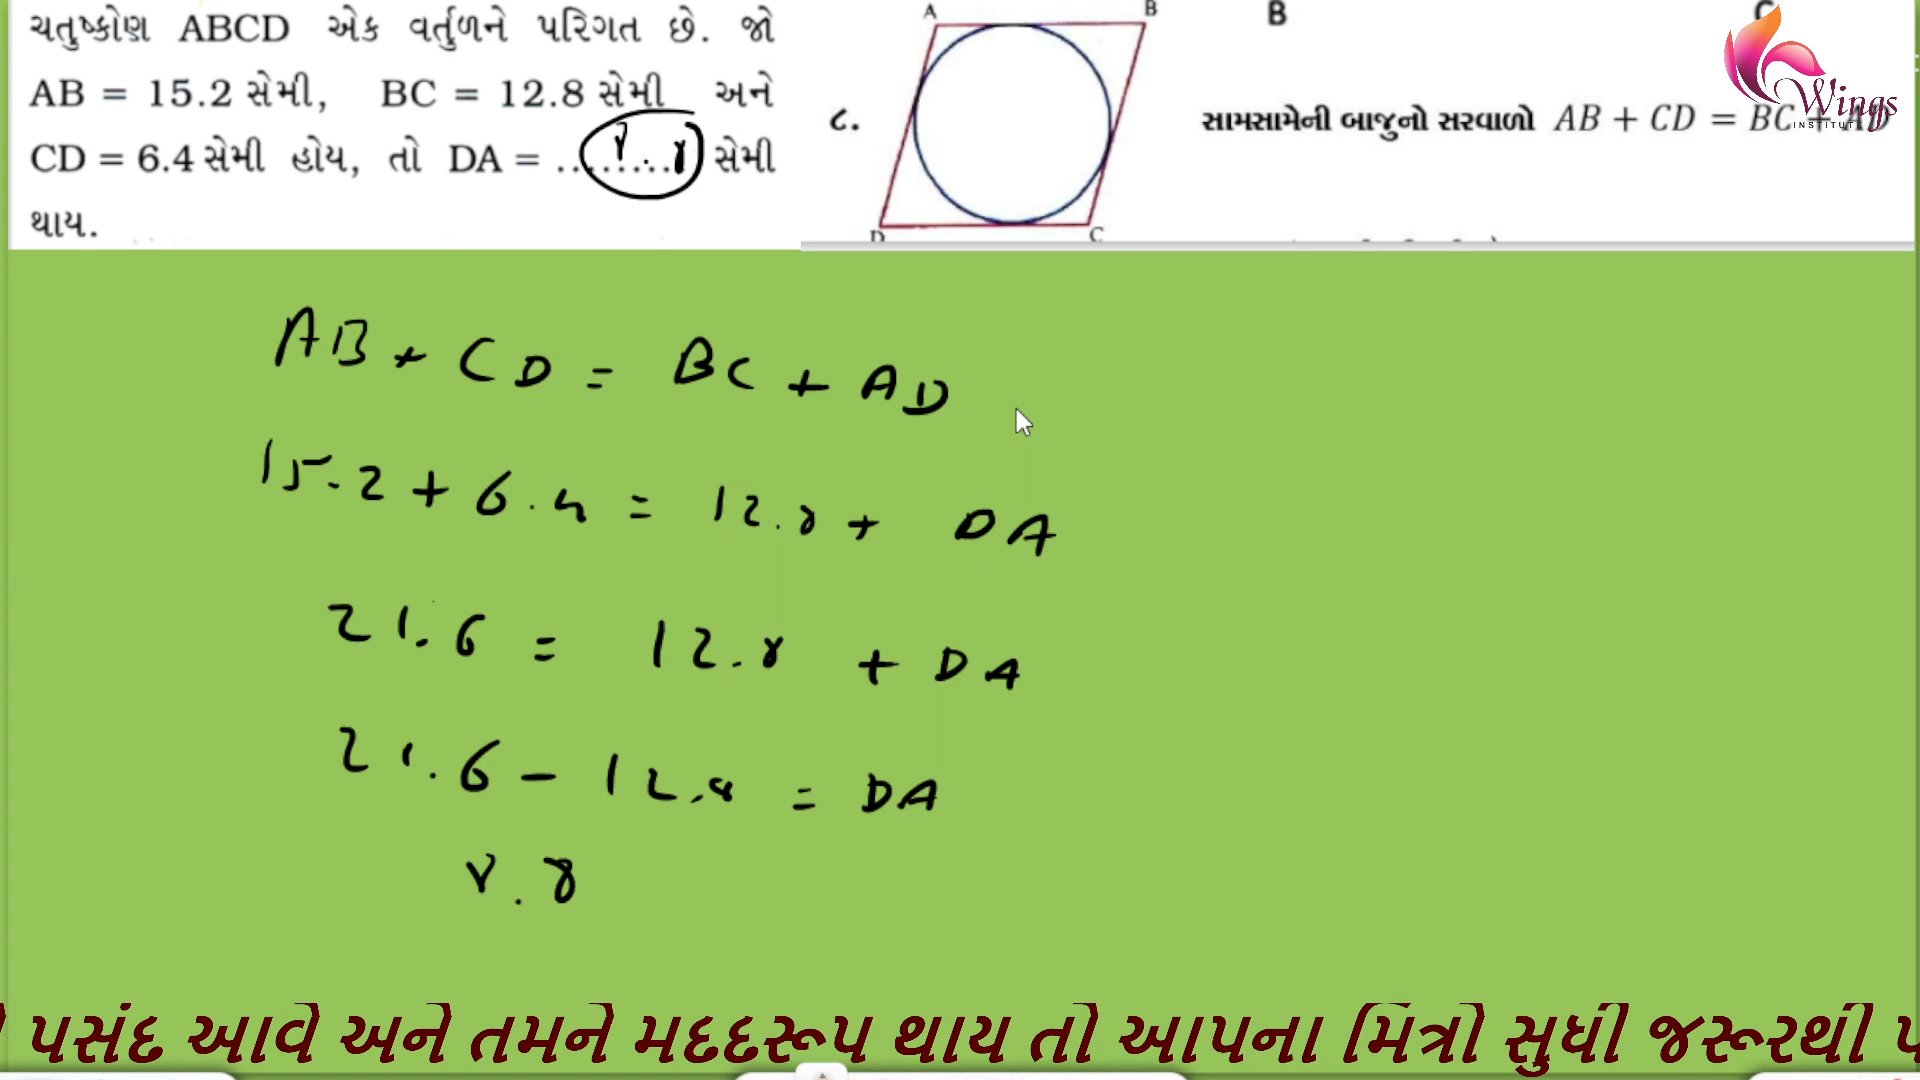 ચતુષ્કોણ ABCD એક વર્તુળને પરિગત છે. જો
AB = 15.2 સેમી, BC = 12.8 સેમી અને
CD = 6.4 સેમી હોય, તો DA = ........... સેમી
થાય.
A B
D C
B
૮. સામસામેની બાજુનો સરવાળો AB + CD = BC + AD
Wings
INSTITUTE
AB + CD = BC + AD
15.2 + 6.4 = 12.8 + DA
21.6 = 12.8 + DA
21.6 - 12.8 = DA
પસંદ આવે અને તમને મદદરૂપ થાય તો આપના મિત્રો સુધી જરૂરથી